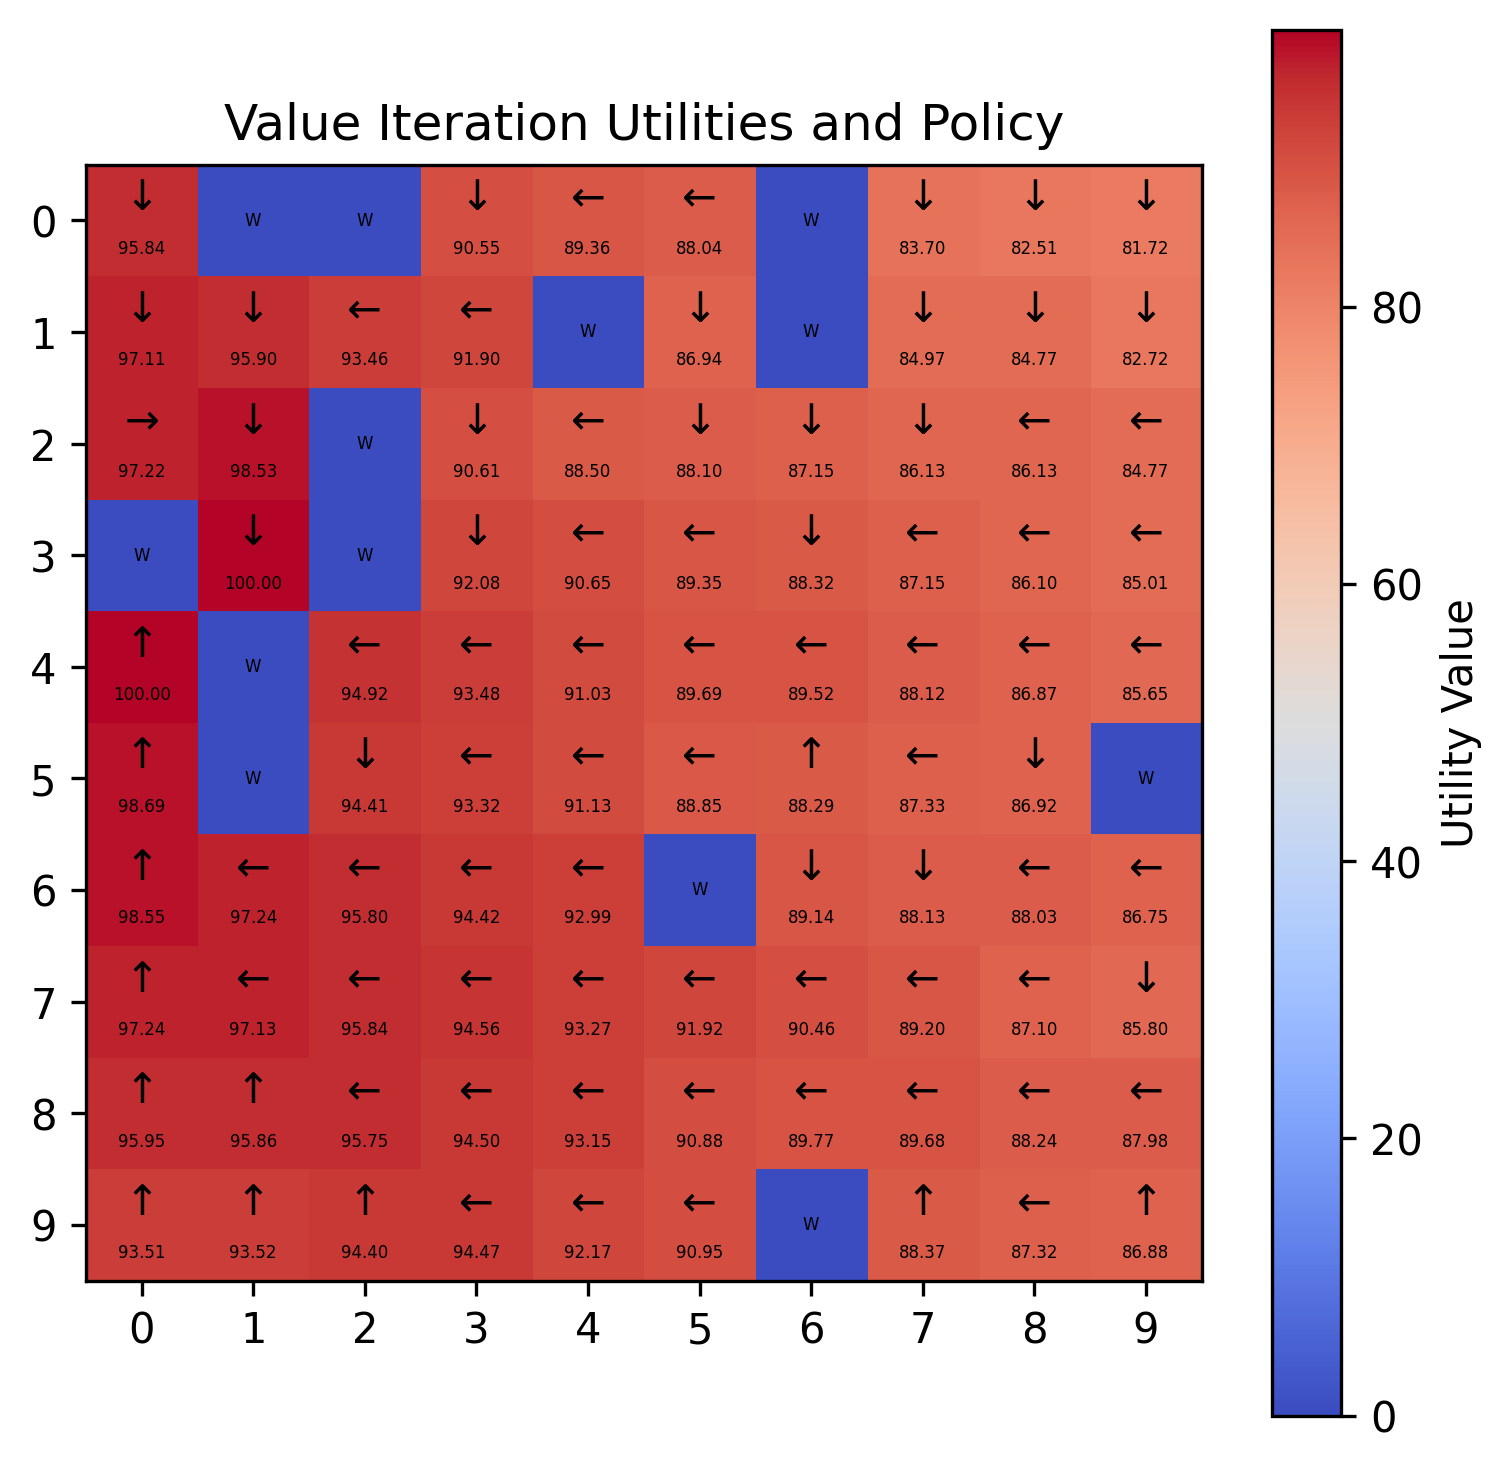 Value Iteration Utilities and Policy
0 ↓ W W ↓ ← ← W ↓ ↓ ↓
95.84 90.55 89.36 88.04 83.70 82.51 81.72
1 ↓ ↓ ← ← W ↓ W ↓ ↓ ↓
97.11 95.90 93.46 91.90 86.94 84.97 84.77 82.72
2 → ↓ W ↓ ← ↓ ↓ ↓ ← ←
97.22 98.53 90.61 88.50 88.10 87.15 86.13 86.13 84.77
3 W ↓ W ↓ ← ← ↓ ← ← ←
100.00 92.08 90.65 89.35 88.32 87.15 86.10 85.01
4 ↑ W ← ← ← ← ← ← ← ←
100.00 94.92 93.48 91.03 89.69 89.52 88.12 86.87 85.65
5 ↑ W ↓ ← ← ← ↑ ← ↓ W
98.69 94.41 93.32 91.13 88.85 88.29 87.33 86.92
6 ↑ ← ← ← ← W ↓ ↓ ← ←
98.55 97.24 95.80 94.42 92.99 89.14 88.13 88.03 86.75
7 ↑ ← ← ← ← ← ← ← ← ↓
97.24 97.13 95.84 94.56 93.27 91.92 90.46 89.20 87.10 85.80
8 ↑ ↑ ← ← ← ← ← ← ← ←
95.95 95.86 95.75 94.50 93.15 90.88 89.77 89.68 88.24 87.98
9 ↑ ↑ ↑ ← ← ← W ↑ ← ↑
93.51 93.52 94.40 94.47 92.17 90.95 88.37 87.32 86.88
0 1 2 3 4 5 6 7 8 9
80
60
40
20
0
Utility Value